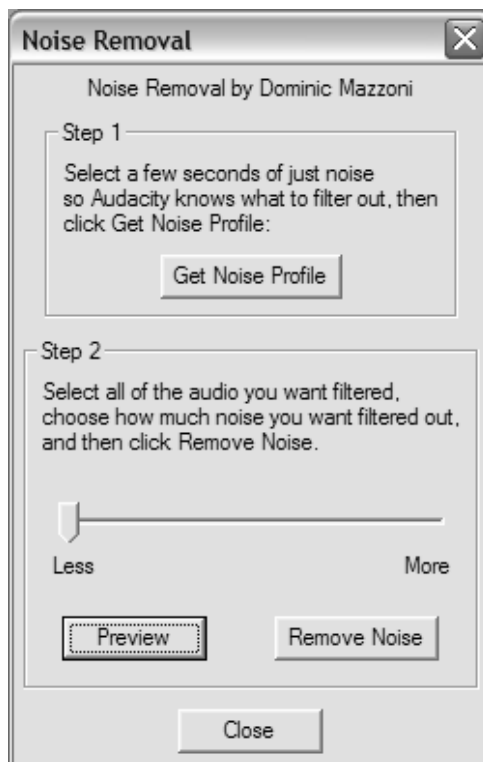 Noise Removal
Noise Removal by Dominic Mazzoni
Step 1
Select a few seconds of just noise
so Audacity knows what to filter out, then
click Get Noise Profile:
Get Noise Profile
Step 2
Select all of the audio you want filtered,
choose how much noise you want filtered out,
and then click Remove Noise.
Less More
Preview Remove Noise
Close